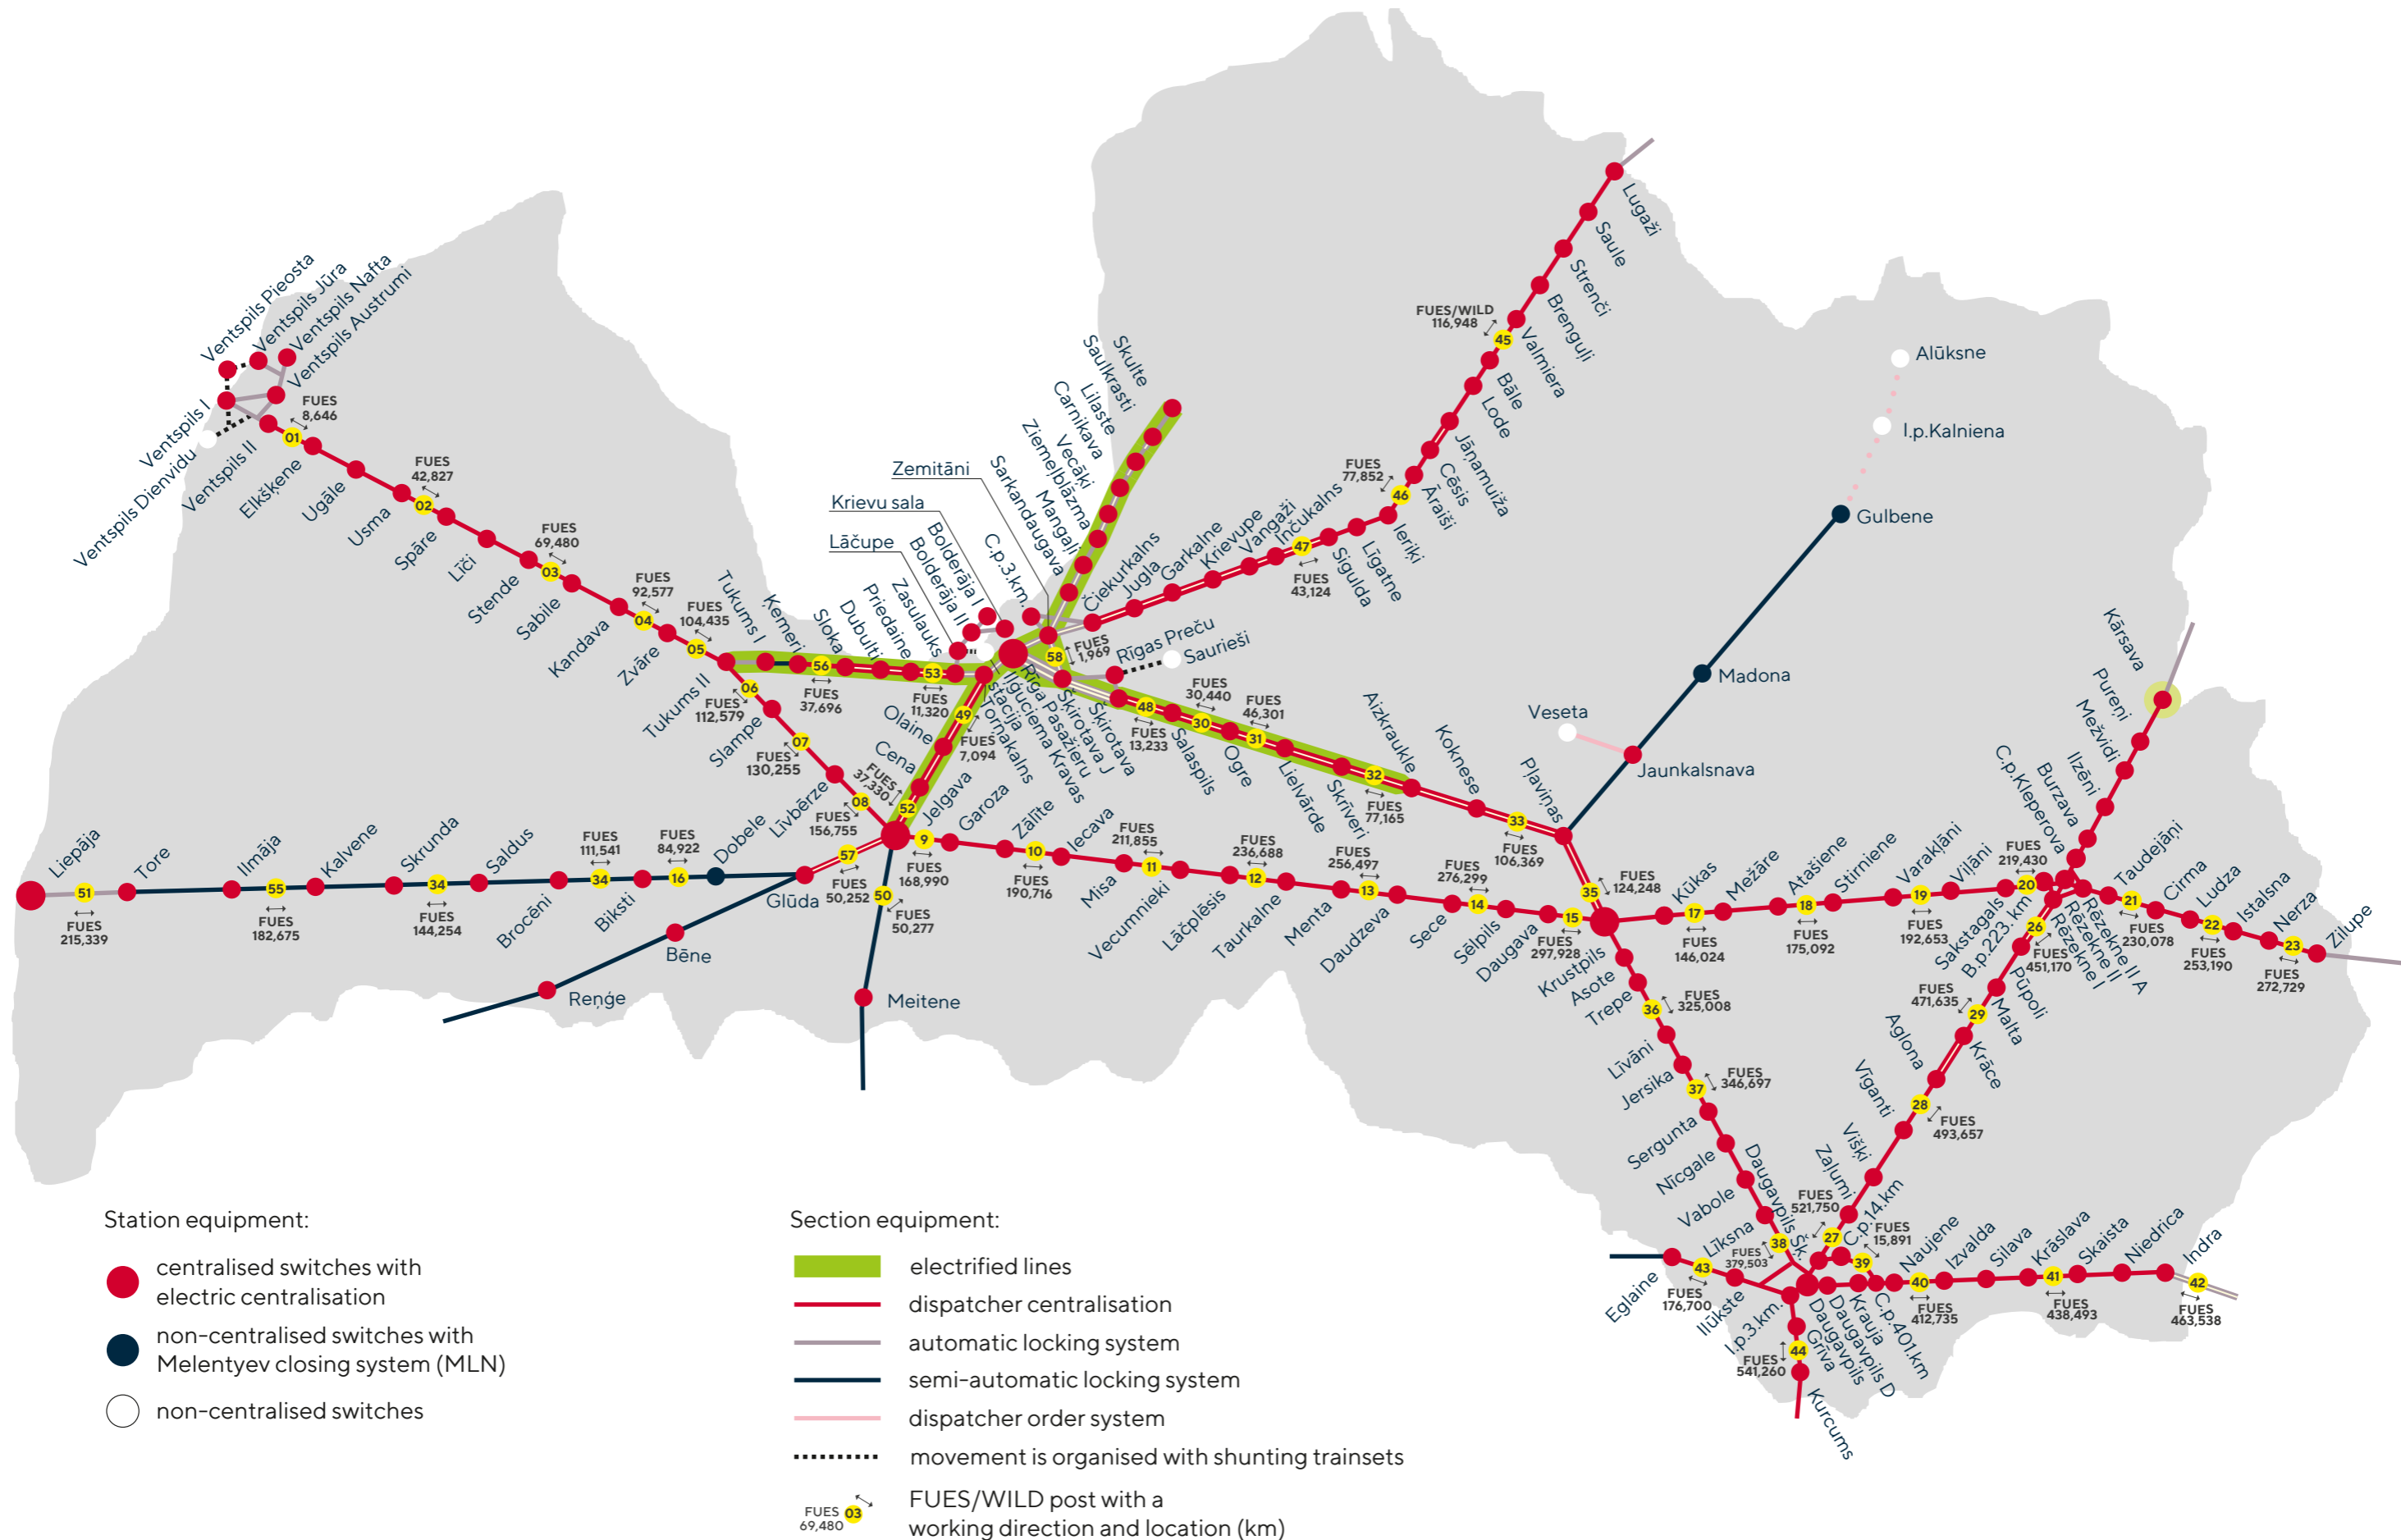 Ventspils Pieosta
Ventspils Jūra
Ventspils Nafta
Ventspils Austrumi
Ventspils I
Ventspils Dienvidu
Ventspils II
FUES
8,646
01
Elkšķene
Ugāle
Usma
FUES
42,827
02
Spāre
Līči
Stende
FUES
69,480
03
Sabile
Kandava
FUES
92,577
04
Zvāre
FUES
104,435
05
Tukums II
Tukums I
Ķemeri
Sloka
Dubulti
Priedaine
Zasulauks
56
FUES
37,696
53
FUES
11,320
06
FUES
112,579
Slampe
07
FUES
130,255
Līvbērze
08
FUES
156,755
Lāčupe
Krievu sala
Zemitāni
Bolderāja II
Bolderāja I
C.p.3.km.
Sarkandaugava
Mangaļi
Ziemeļblāzma
Vecāķi
Carnikava
Lilaste
Saulkrasti
Skulte
Čiekurkalns
Jugla
Garkalne
Krievupe
Vangaži
Inčukalns
47
FUES
43,124
Sigulda
Līgatne
Ieriķi
FUES
77,852
46
Āraiši
Cēsis
Jāņamuiža
Lode
Bāle
FUES/WILD
116,948
45
Valmiera
Brenguļi
Strenči
Saule
Lugaži
Alūksne
I.p.Kalniena
Gulbene
Madona
Veseta
Jaunkalsnava
58
FUES
1,969
Rīgas Preču
Saurieši
Iļģuciema Kravas
stacija
Rīga Pasažieru
Torņakalns
Šķirotava J
Šķirotava
48
FUES
13,233
Salaspils
FUES
30,440
30
Ogre
FUES
46,301
31
Lielvārde
Skrīveri
32
FUES
77,165
Aizkraukle
Koknese
33
FUES
106,369
Pļaviņas
35
FUES
124,248
Olaine
49
FUES
7,094
Cena
FUES
37,330
52
Jelgava
9
FUES
168,990
Garoza
Zālīte
10
FUES
190,716
Iecava
Misa
FUES
211,855
11
Vecumnieki
Lāčplēsis
FUES
236,688
12
Taurkalne
Menta
FUES
256,497
13
Daudzeva
Sece
FUES
276,299
14
Sēlpils
Daugava
15
FUES
297,928
Krustpils
Liepāja
51
FUES
215,339
Tore
Ilmāja
55
FUES
182,675
Kalvene
Skrunda
34
FUES
144,254
Saldus
Brocēni
FUES
111,541
34
Biksti
FUES
84,922
16
Dobele
Glūda
57
FUES
50,252
50
FUES
50,277
Bēne
Reņģe
Meitene
Kūkas
17
FUES
146,024
Mežāre
Atašiene
18
FUES
175,092
Stirniene
Varakļāni
19
FUES
192,653
Viļāni
Sakstagals
FUES
219,430
20
B.p.223. km
Rēzekne I
Rēzekne II
Rēzekne II A
C.p.Kleperova
Burzava
Ilzēni
Mežvidi
Pureņi
Kārsava
Taudejāņi
21
FUES
230,078
Cirma
Ludza
22
FUES
253,190
Istalsna
Nerza
23
FUES
272,729
Zilupe
26
FUES
451,170
Pūpoli
Malta
FUES
471,635
29
Krāce
Aglona
28
FUES
493,657
Vīganti
Višķi
Zaļumi
FUES
521,750
27
C.p.14.km
FUES
15,891
39
Asote
Trepe
36
FUES
325,008
Līvāni
Jersika
37
FUES
346,697
Sergunta
Nīcgale
Vabole
Līksna
38
FUES
379,503
Daugavpils Šķ.
Eglaine
43
FUES
176,700
Ilūkste
I.p.3.km.
Grīva
44
FUES
541,260
Kurcums
Daugavpils
Daugavpils D
Krauja
C.p.401.km
Naujene
40
FUES
412,735
Izvalda
Silava
Krāslava
41
FUES
438,493
Skaista
Niedrica
Indra
42
FUES
463,538
Station equipment:
centralised switches with
electric centralisation
non-centralised switches with
Melentyev closing system (MLN)
non-centralised switches
Section equipment:
electrified lines
dispatcher centralisation
automatic locking system
semi-automatic locking system
dispatcher order system
movement is organised with shunting trainsets
FUES 03
69,480
FUES/WILD post with a
working direction and location (km)